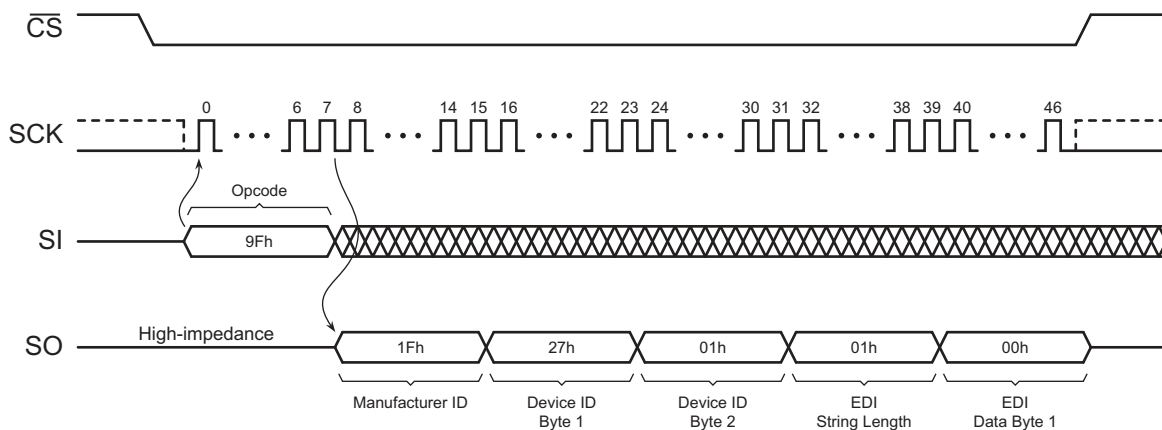 CS
0 6 7 8 14 15 16 22 23 24 30 31 32 38 39 40 46
SCK
Opcode
SI
9Fh
High-impedance
SO
1Fh 27h 01h 01h 00h
Manufacturer ID Device ID Device ID EDI EDI
Byte 1 Byte 2 String Length Data Byte 1